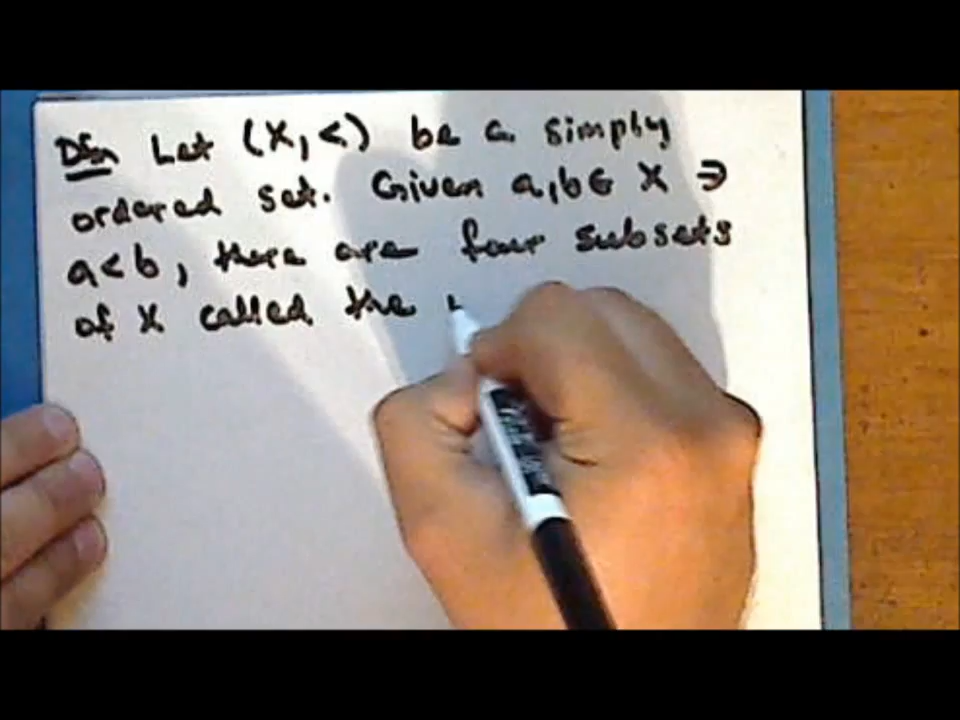 Dfn Let (X, <) be a simply
ordered set. Given a, b ∈ X ∋
a < b, there are four subsets
of X called the